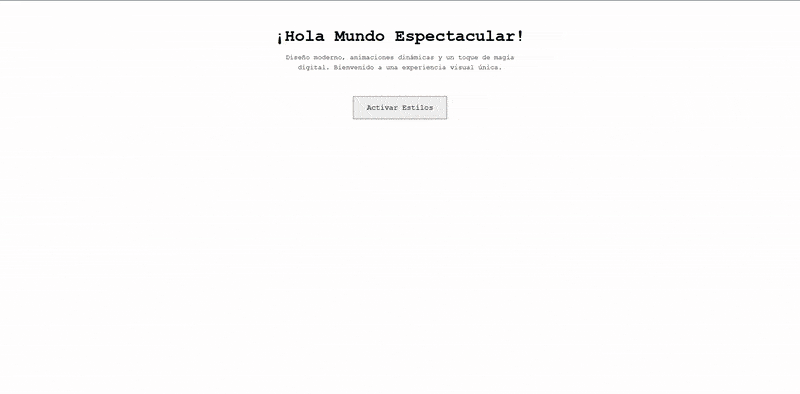 ¡Hola Mundo Espectacular!
Diseño moderno, animaciones dinámicas y un toque de magia
digital. Bienvenido a una experiencia visual única.
Activar Estilos